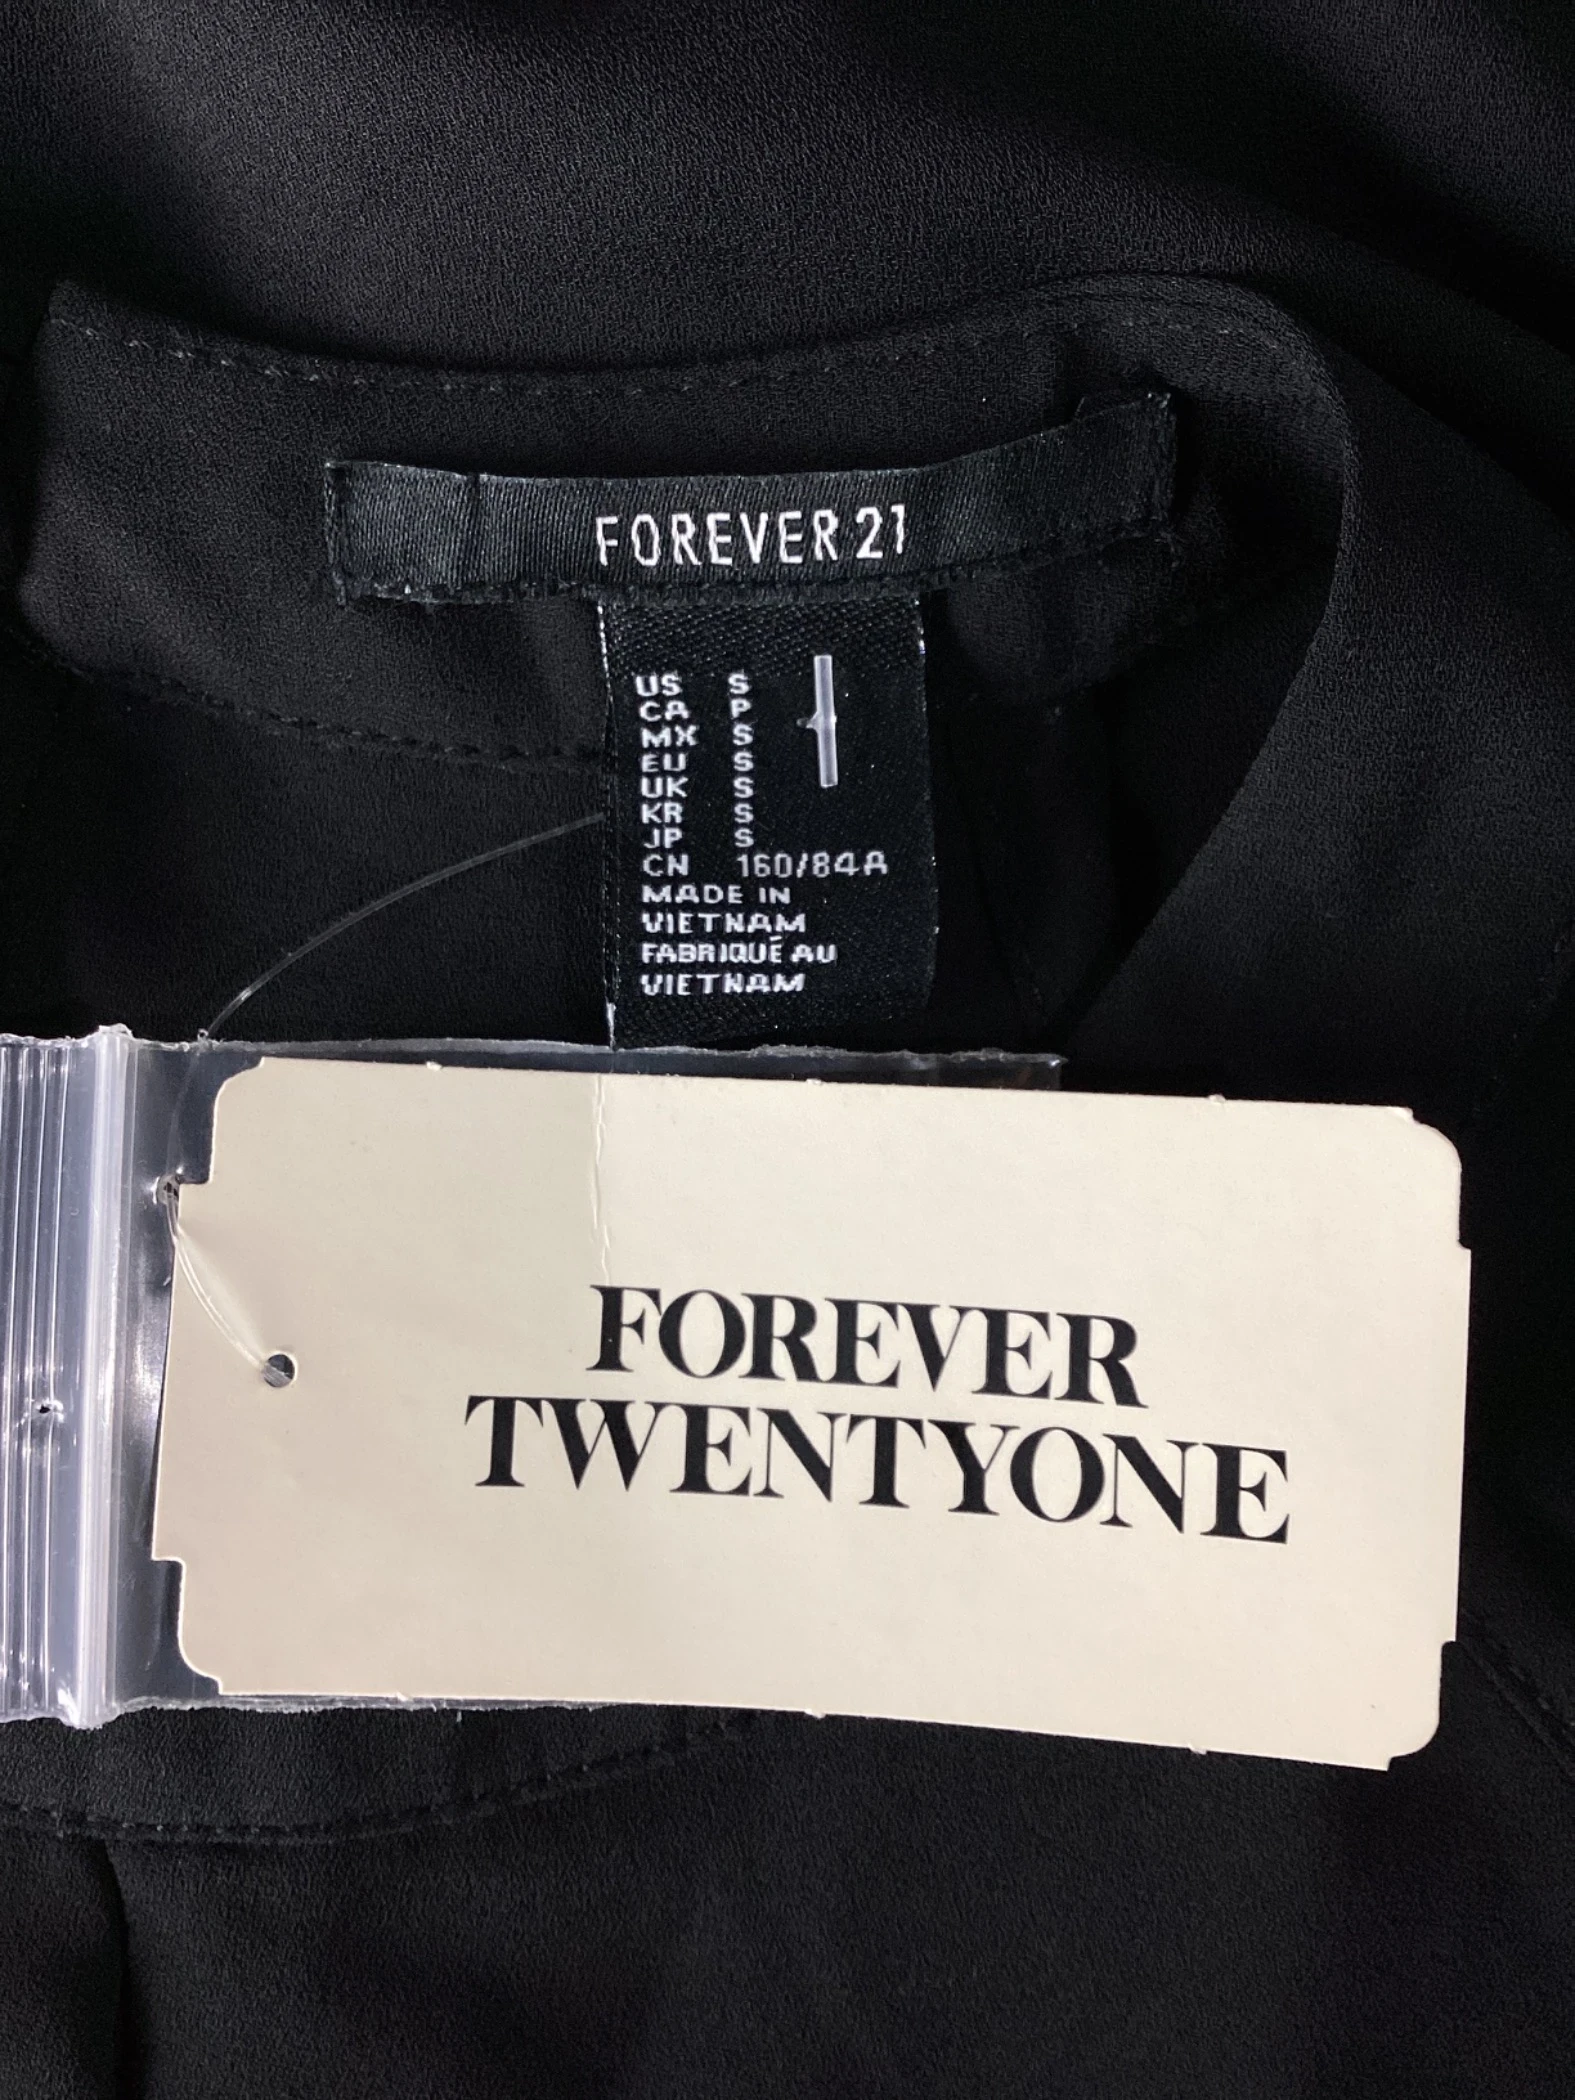 FOREVER 21
US S
CA P
MX S
EU S
UK S
KR S
JP S
CN 160/84A
MADE IN
VIETNAM
FABRIQUÉ AU
VIETNAM
FOREVER
TWENTYONE